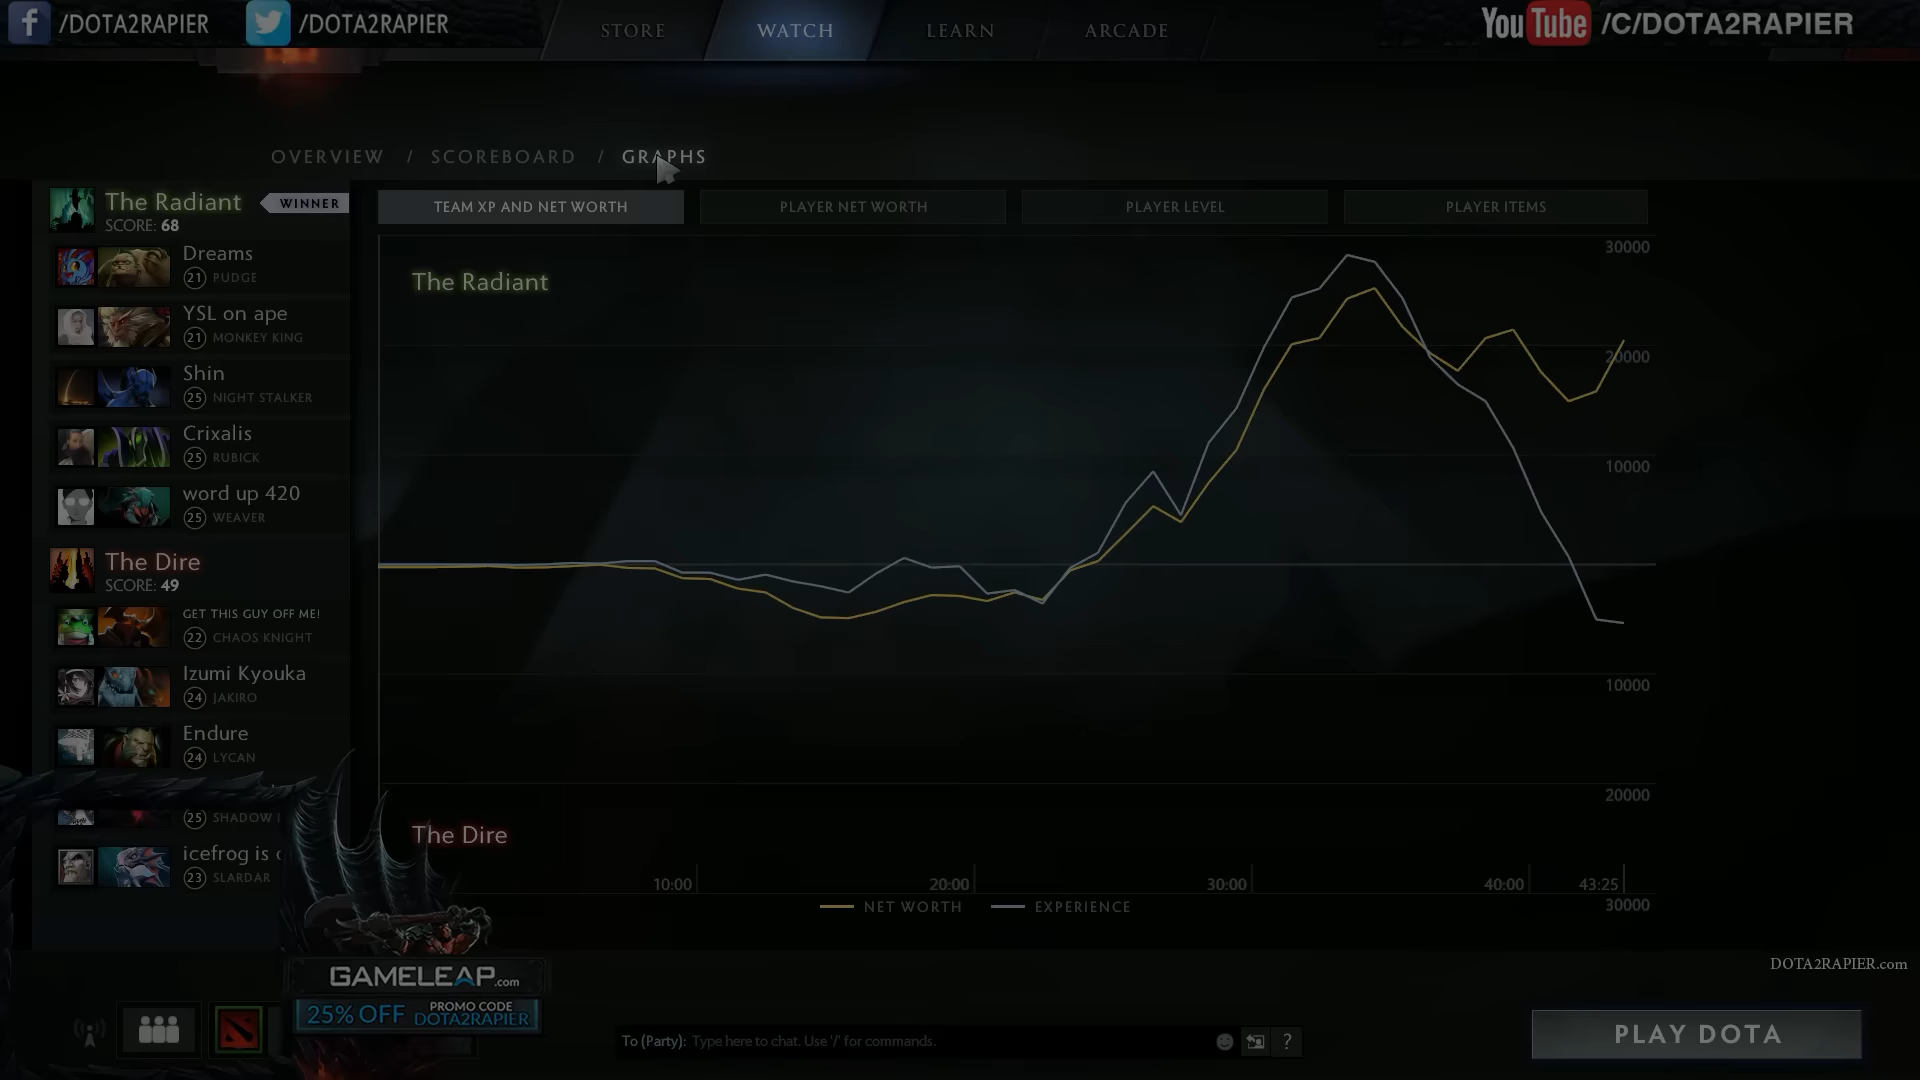 /DOTA2RAPIER
/DOTA2RAPIER
STORE
WATCH
LEARN
ARCADE
YouTube /C/DOTA2RAPIER
OVERVIEW / SCOREBOARD / GRAPHS
The Radiant
WINNER
SCORE: 68
Dreams
21 PUDGE
YSL on ape
21 MONKEY KING
Shin
25 NIGHT STALKER
Crixalis
25 RUBICK
word up 420
25 WEAVER
The Dire
SCORE: 49
GET THIS GUY OFF ME!
22 CHAOS KNIGHT
Izumi Kyouka
24 JAKIRO
Endure
24 LYCAN
25 SHADOW
icefrog is
23 SLARDAR
TEAM XP AND NET WORTH
PLAYER NET WORTH
PLAYER LEVEL
PLAYER ITEMS
The Radiant
30000
20000
10000
10000
20000
30000
The Dire
10:00
20:00
30:00
40:00
43:25
NET WORTH
EXPERIENCE
GAMELEAP.com
25% OFF
PROMO CODE
DOTA2RAPIER
To (Party): Type here to chat. Use '/' for commands.
?
DOTA2RAPIER.com
PLAY DOTA